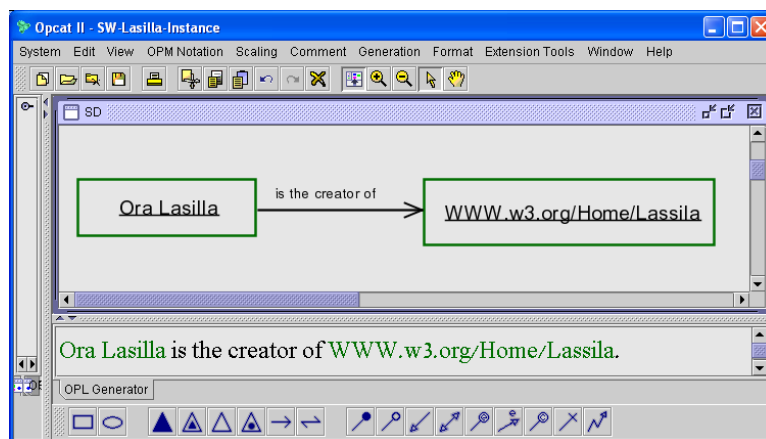 Opcat II - SW-Lasilla-Instance
System Edit View OPM Notation Scaling Comment Generation Format Extension Tools Window Help
SD
is the creator of
Ora Lasilla
WWW.w3.org/Home/Lassila
Ora Lasilla is the creator of WWW.w3.org/Home/Lassila.
OPL Generator